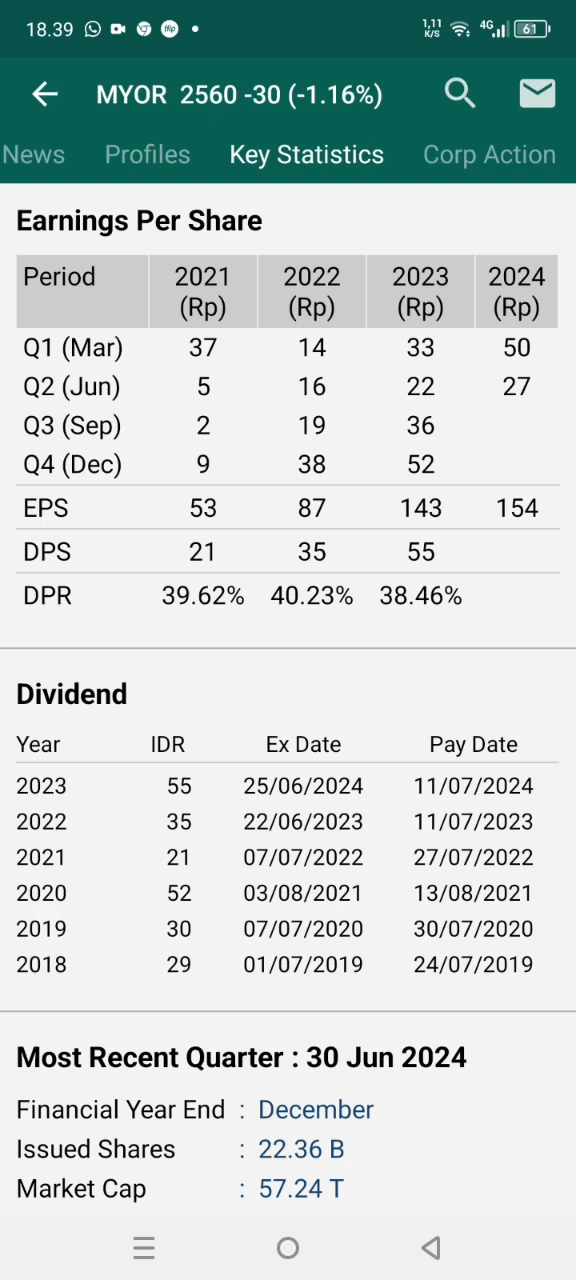 18.39 flip 1,11 K/S 4G 61
MYOR 2560 -30 (-1.16%)
News Profiles Key Statistics Corp Action
Earnings Per Share
Period 2021 (Rp) 2022 (Rp) 2023 (Rp) 2024 (Rp)
Q1 (Mar) 37 14 33 50
Q2 (Jun) 5 16 22 27
Q3 (Sep) 2 19 36
Q4 (Dec) 9 38 52
EPS 53 87 143 154
DPS 21 35 55
DPR 39.62% 40.23% 38.46%
Dividend
Year IDR Ex Date Pay Date
2023 55 25/06/2024 11/07/2024
2022 35 22/06/2023 11/07/2023
2021 21 07/07/2022 27/07/2022
2020 52 03/08/2021 13/08/2021
2019 30 07/07/2020 30/07/2020
2018 29 01/07/2019 24/07/2019
Most Recent Quarter : 30 Jun 2024
Financial Year End : December
Issued Shares : 22.36 B
Market Cap : 57.24 T